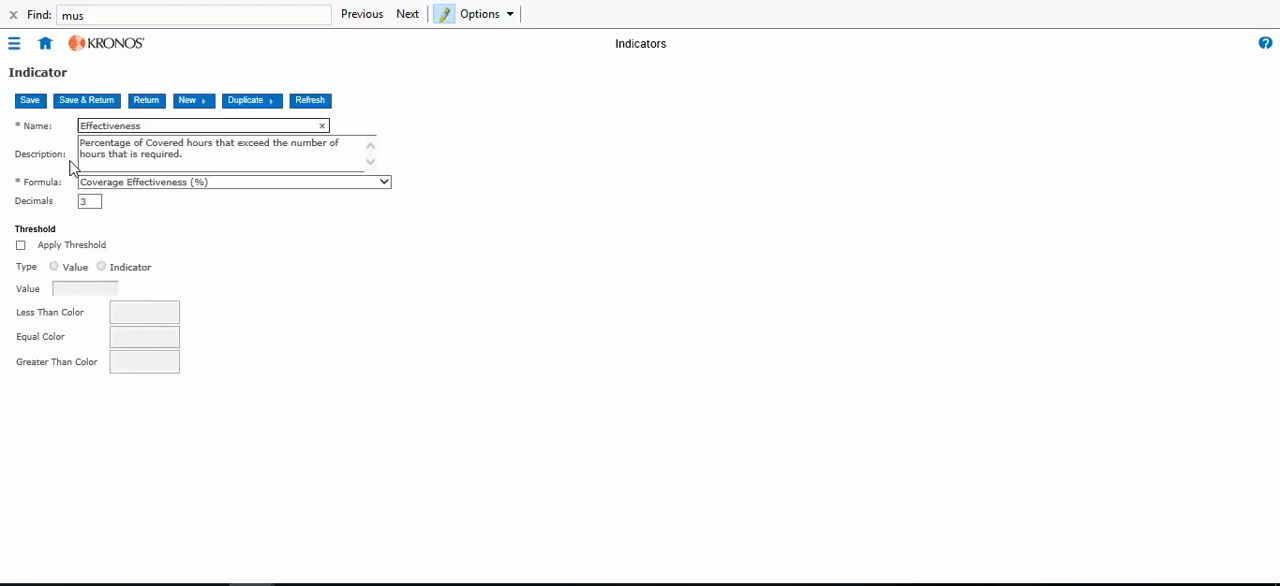 Find: mus Previous Next Options
KRONOS Indicators
Indicator
Save Save & Return Return New Duplicate Refresh
* Name: Effectiveness
Description: Percentage of Covered hours that exceed the number of
hours that is required.
* Formula: Coverage Effectiveness (%)
Decimals 3
Threshold
Apply Threshold
Type Value Indicator
Value
Less Than Color
Equal Color
Greater Than Color